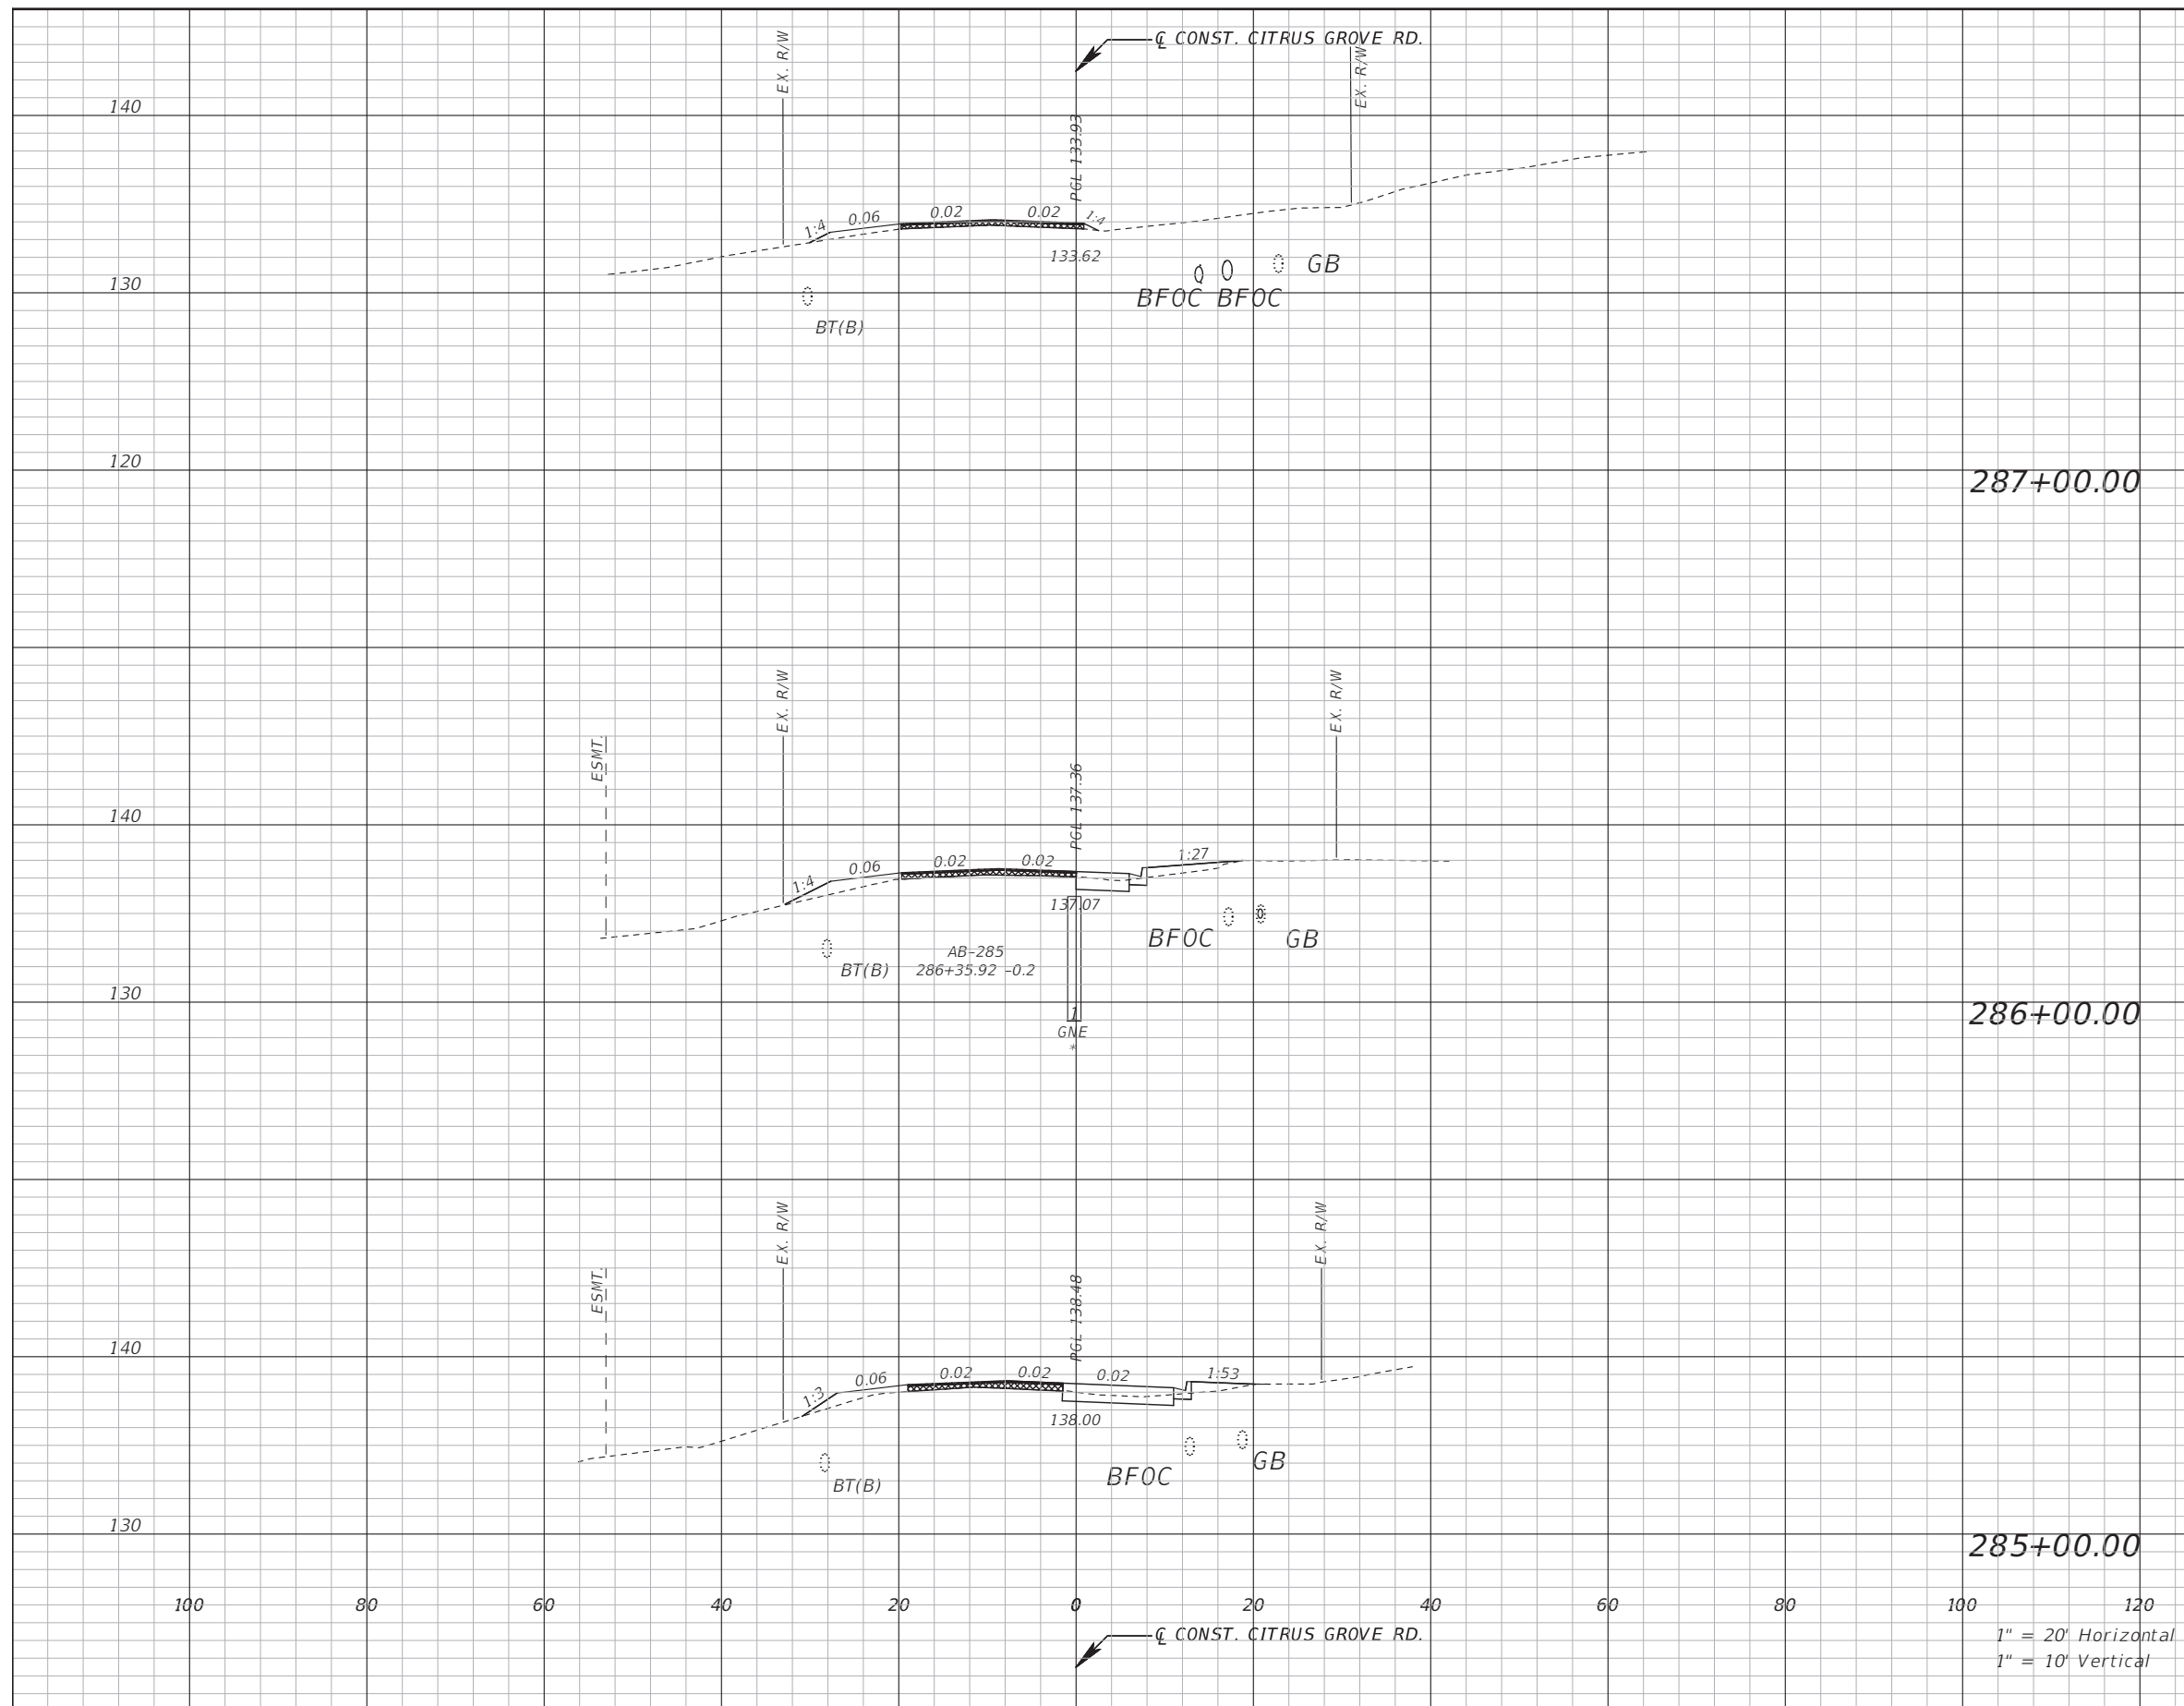 ℄ CONST. CITRUS GROVE RD.
EX. R/W
EX. R/W
140
PGL 133.93
1:4
0.06
0.02
0.02
1:4
133.62
GB
130
BFOC BFOC
BT(B)
120
287+00.00
EX. R/W
EX. R/W
ESMT.
PGL 137.36
140
1:4
0.06
0.02
0.02
1:27
137.07
BFOC
GB
AB-285
BT(B)
286+35.92 -0.2
130
1
286+00.00
GNE
*
EX. R/W
EX. R/W
ESMT.
PGL 138.48
140
1:3
0.06
0.02
0.02
0.02
1:53
138.00
GB
BFOC
BT(B)
130
285+00.00
100 80 60 40 20 0 20 40 60 80 100 120
℄ CONST. CITRUS GROVE RD.
1" = 20' Horizontal
1" = 10' Vertical